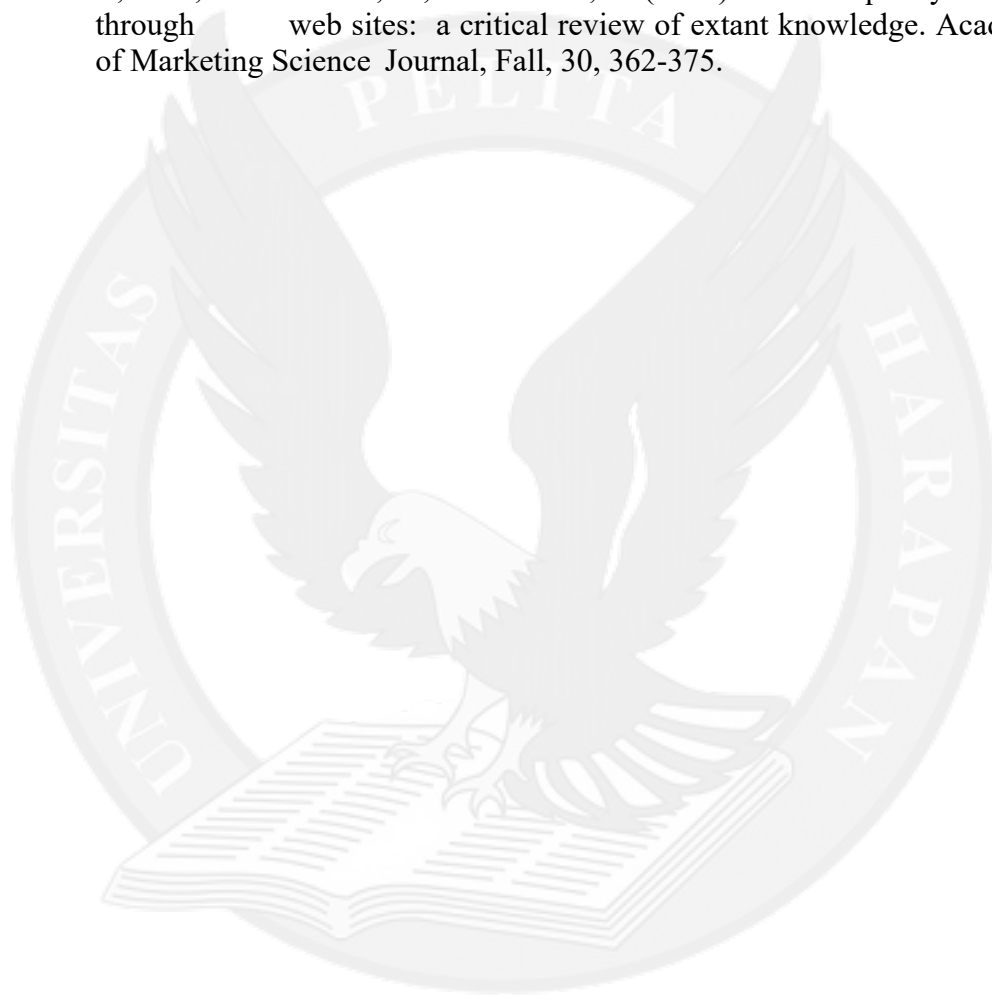 through web sites: a critical review of extant knowledge. Acad
of Marketing Science Journal, Fall, 30, 362-375.
UNIVERSITAS PELITA HARAPAN